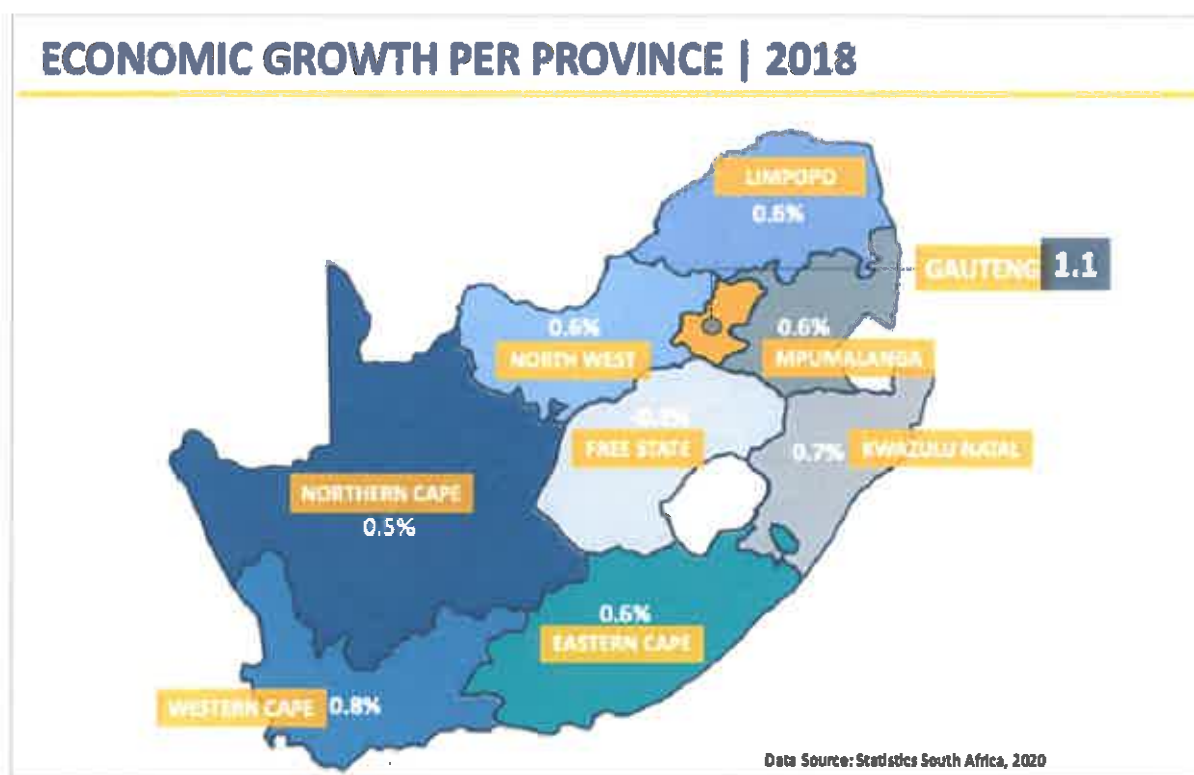 ECONOMIC GROWTH PER PROVINCE | 2018
LIMPOPO
0.6%
GAUTENG 1.1
0.6%
NORTH WEST
0.6%
MPUMALANGA
FREE STATE
0.7% KWAZULU NATAL
NORTHERN CAPE
0.5%
0.6%
EASTERN CAPE
WESTERN CAPE 0.8%
Data Source: Statistics South Africa, 2020